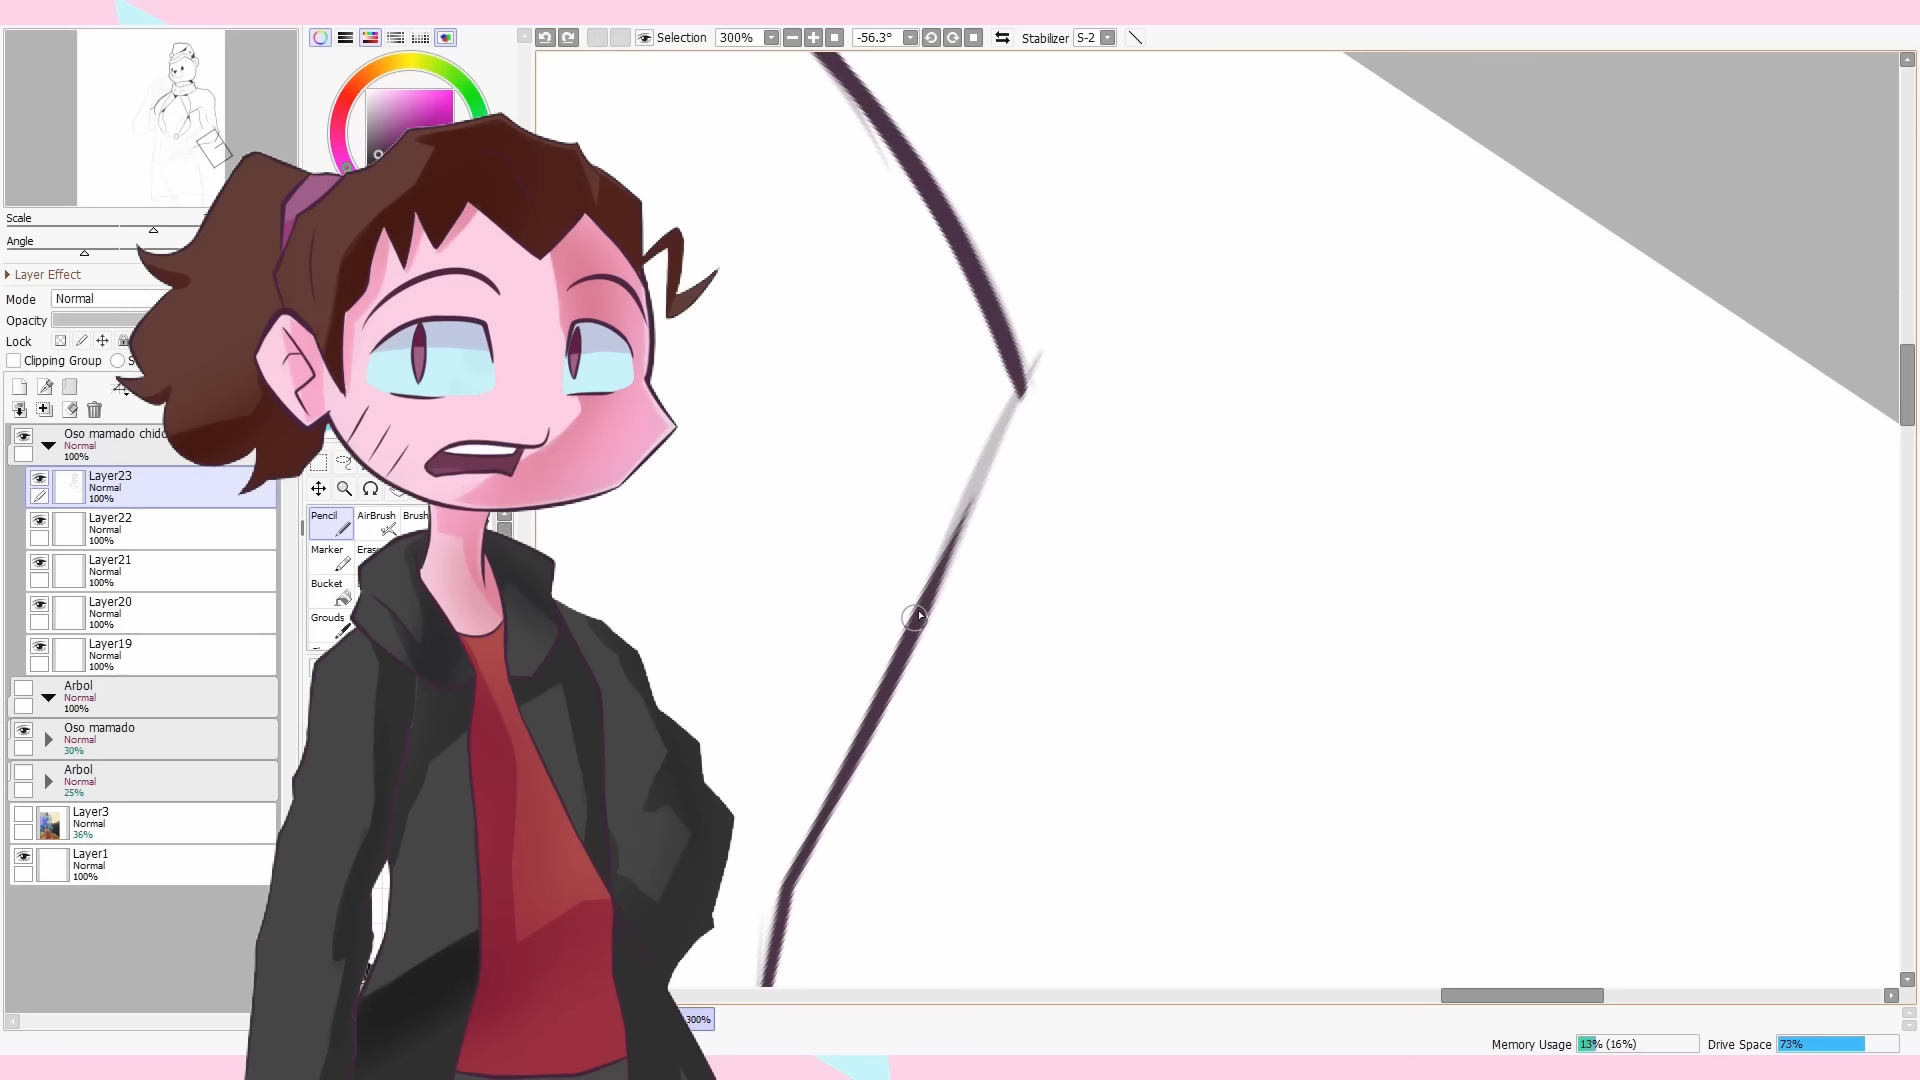 Selection 300% -56.3° Stabilizer S-2
Scale
Angle
Layer Effect
Mode Normal
Opacity
Lock
Clipping Group
Oso mamado chido
Normal
100%
Layer23
Normal
100%
Layer22
Normal
100%
Layer21
Normal
100%
Layer20
Normal
100%
Layer19
Normal
100%
Arbol
Normal
100%
Oso mamado
Normal
30%
Arbol
Normal
25%
Layer3
Normal
36%
Layer1
Normal
100%
Pencil AirBrush Brush
Marker
Bucket
Grouds
300%
Memory Usage 13% (16%) Drive Space 73%